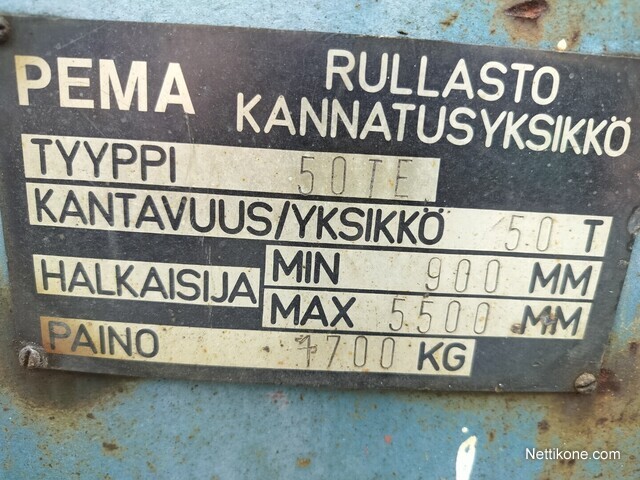 PEMA RULLASTO
KANNATUSYKSIKKÖ
TYYPPI 50TE
KANTAVUUS/YKSIKKÖ 50 T
HALKAISIJA
MIN 900 MM
MAX 5500 MM
PAINO 1700 KG
Nettikone.com